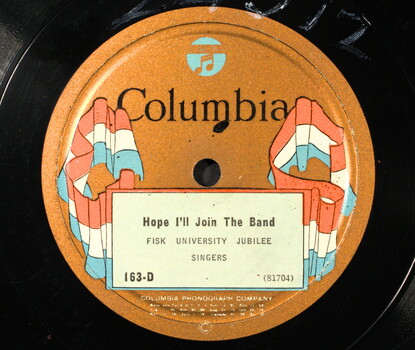 Columbia
Hope I'll Join The Band
FISK UNIVERSITY JUBILEE
SINGERS
163-D (81704)
COLUMBIA PHONOGRAPH COMPANY
©